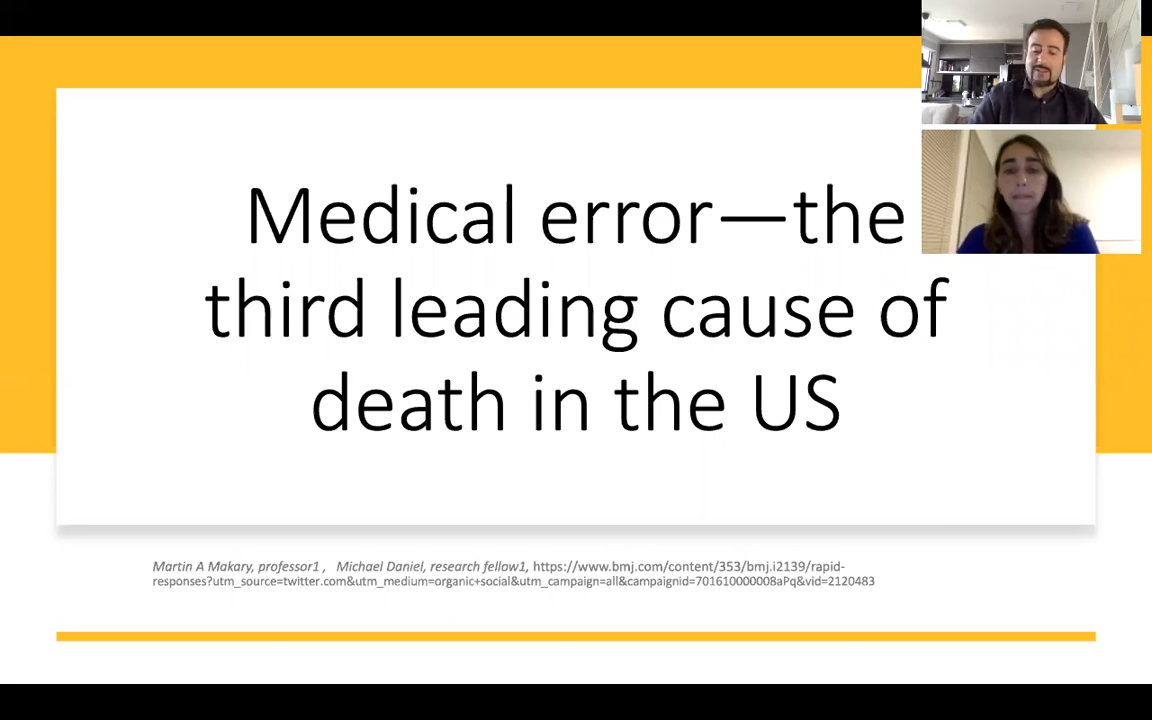 Medical error—the
third leading cause of
death in the US
Martin A Makary, professor1 ,   Michael Daniel, research fellow1, https://www.bmj.com/content/353/bmj.i2139/rapid-
responses?utm_source=twitter.com&utm_medium=organic+social&utm_campaign=all&campaignid=701610000008aPq&vid=2120483